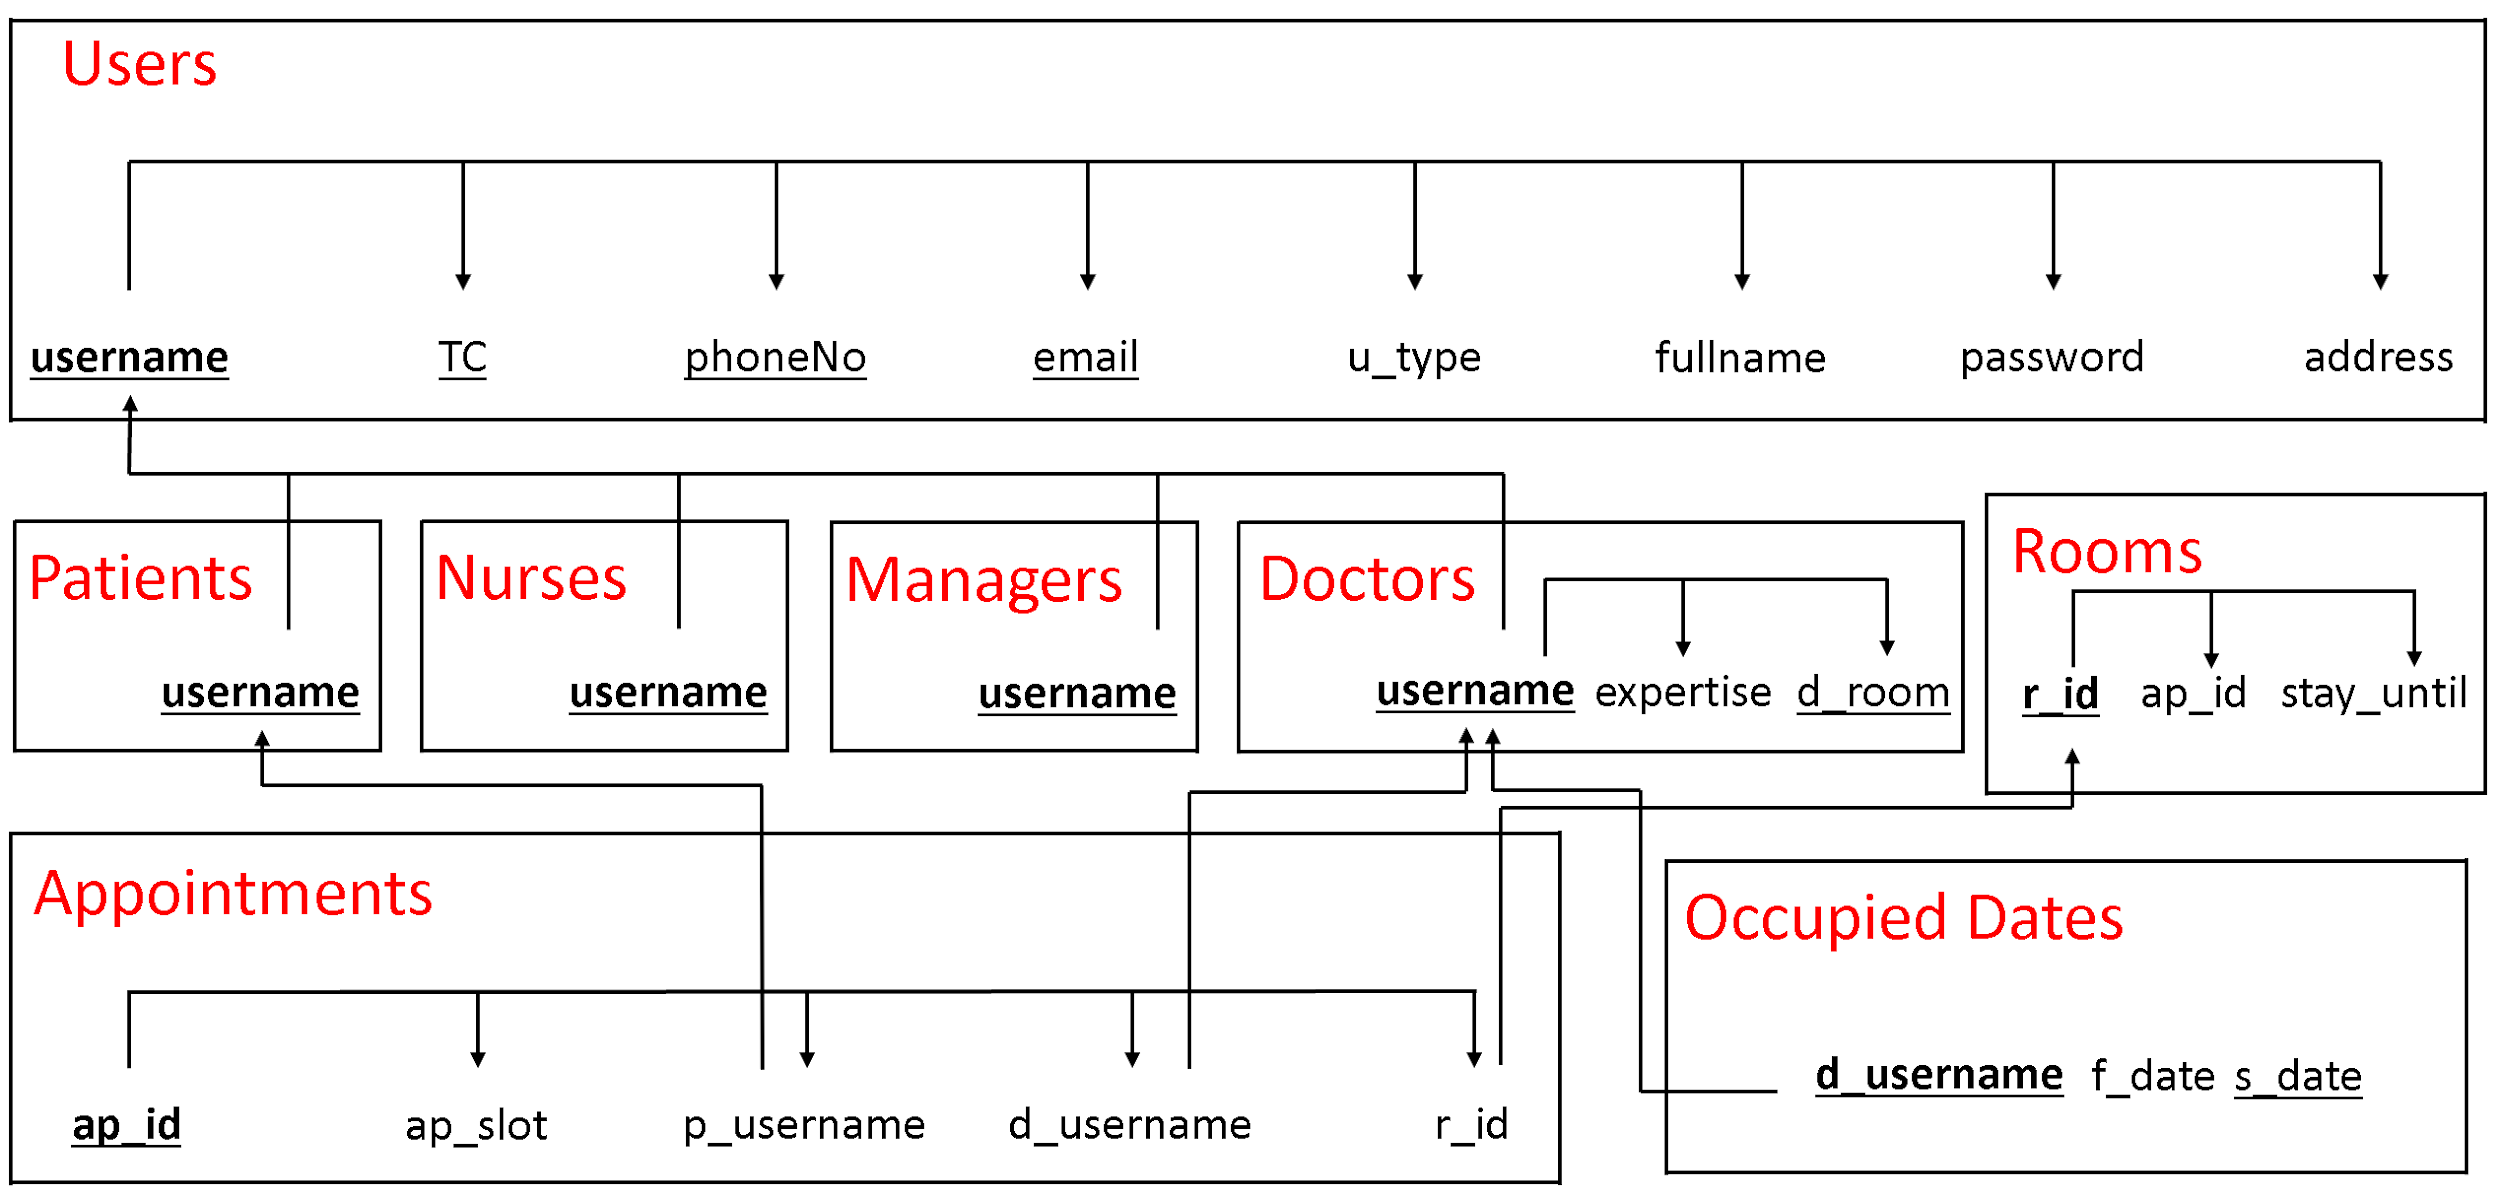 Users
username TC phoneNo email u_type fullname password address
Patients Nurses Managers Doctors Rooms
username username username username expertise d_room r_id ap_id stay_until
Appointments
Occupied Dates
d_username f_date s_date
ap_id ap_slot p_username d_username r_id